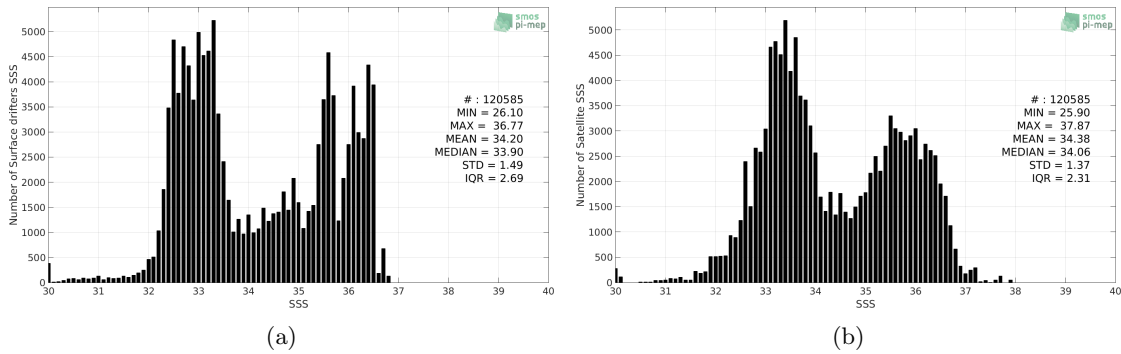 smos
pi-mep
Number of Surface drifters SSS
5000
4500
4000
3500
3000
2500
2000
1500
1000
500
0
# : 120585
MIN = 26.10
MAX = 36.77
MEAN = 34.20
MEDIAN = 33.90
STD = 1.49
IQR = 2.69
30 31 32 33 34 35 36 37 38 39 40
SSS
(a)
smos
pi-mep
Number of Satellite SSS
5000
4500
4000
3500
3000
2500
2000
1500
1000
500
0
# : 120585
MIN = 25.90
MAX = 37.87
MEAN = 34.38
MEDIAN = 34.06
STD = 1.37
IQR = 2.31
30 31 32 33 34 35 36 37 38 39 40
SSS
(b)